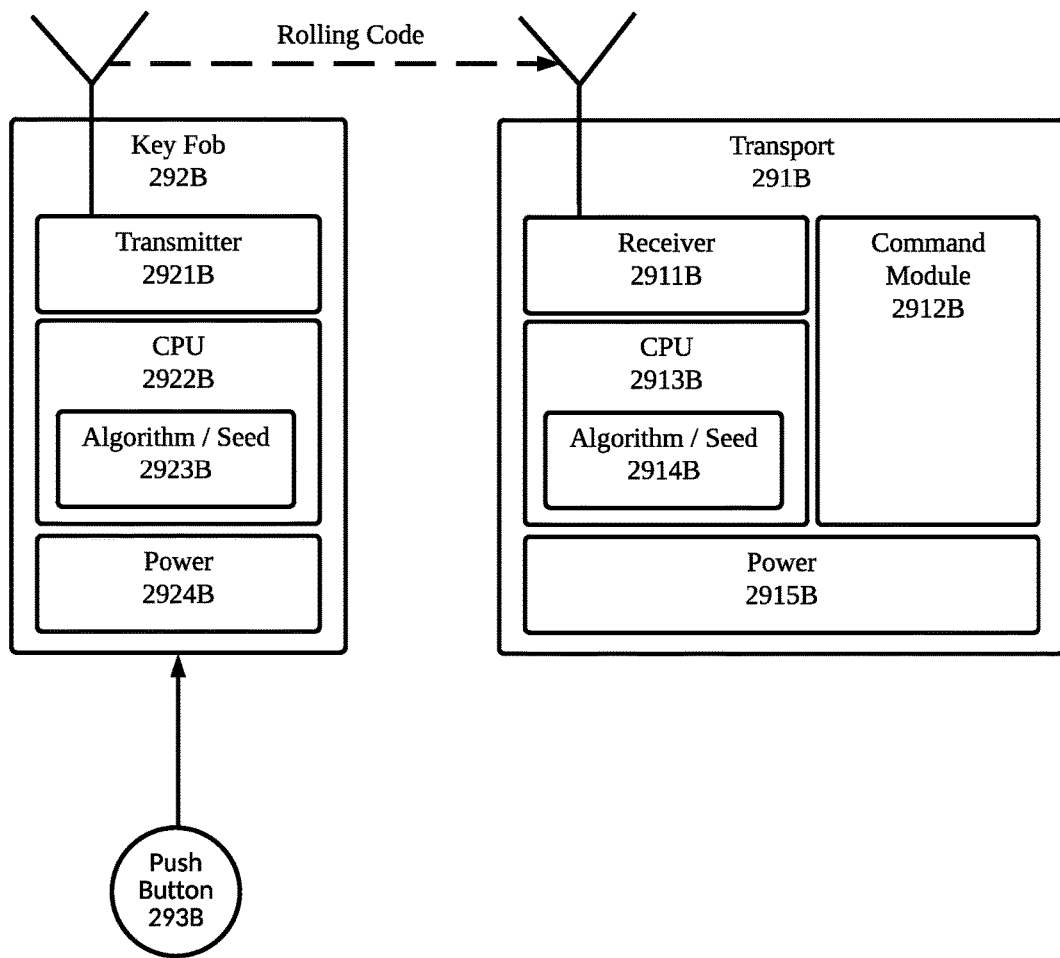 Rolling Code
Key Fob
292B
Transmitter
2921B
CPU
2922B
Algorithm / Seed
2923B
Power
2924B
Transport
291B
Receiver
2911B
Command
Module
2912B
CPU
2913B
Algorithm / Seed
2914B
Power
2915B
Push
Button
293B